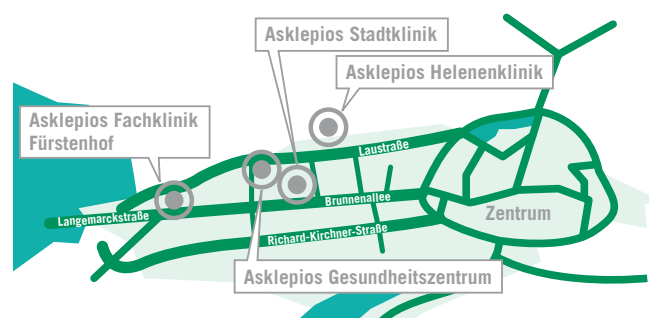 Asklepios Stadtklinik
Asklepios Helenenklinik
Asklepios Fachklinik
Fürstenhof
Laustraße
Brunnenallee
Langemarckstraße
Zentrum
Richard-Kirchner-Straße
Asklepios Gesundheitszentrum